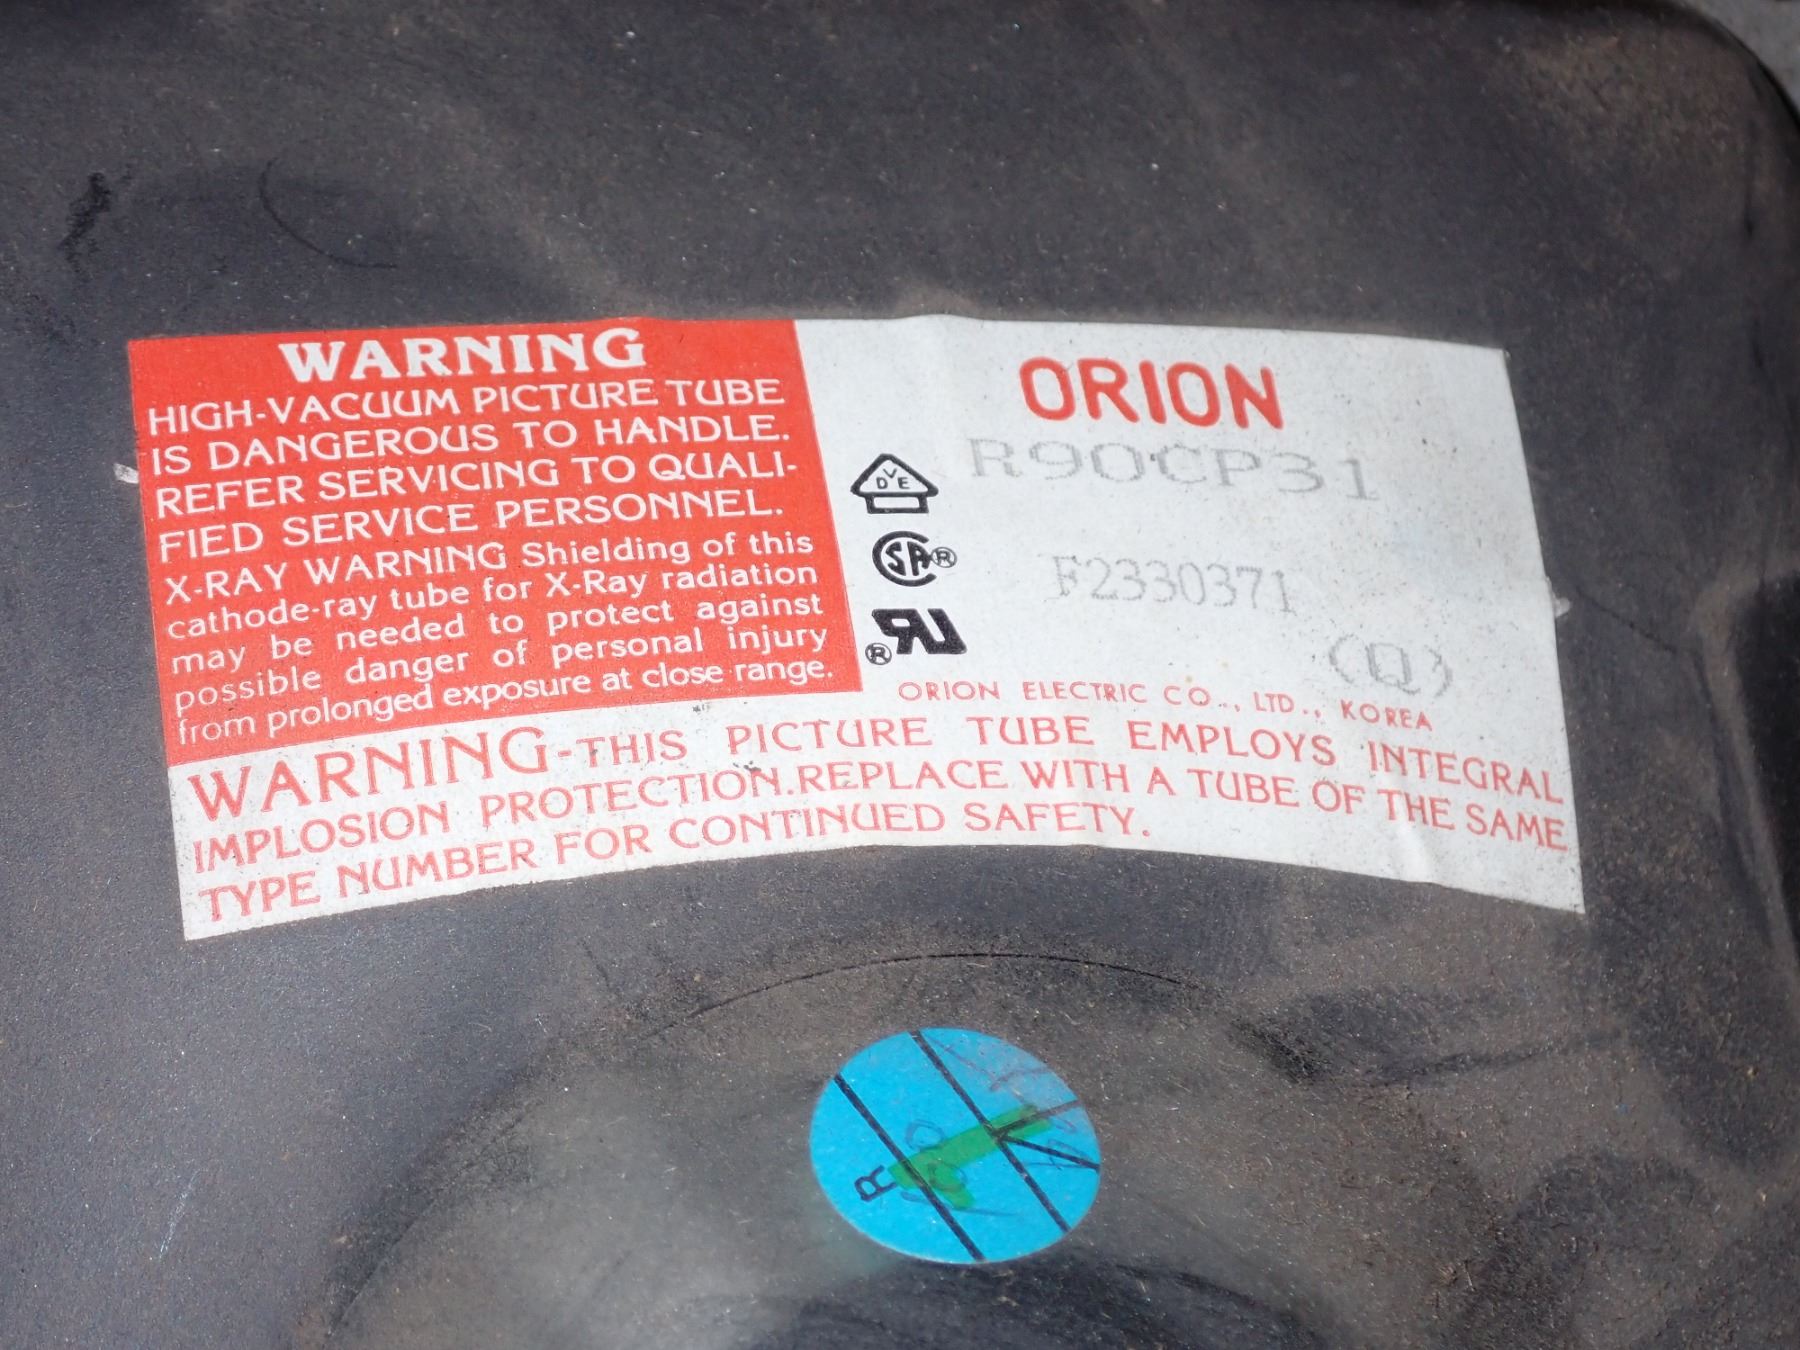 WARNING
HIGH-VACUUM PICTURE TUBE
IS DANGEROUS TO HANDLE.
REFER SERVICING TO QUALI-
FIED SERVICE PERSONNEL.
X-RAY WARNING Shielding of this
cathode-ray tube for X-Ray radiation
may be needed to protect against
possible danger of personal injury
from prolonged exposure at close range.
ORION
R90CP31
VDE
SA®
F2330371
(Q)
®UR
ORION ELECTRIC CO., LTD., KOREA
WARNING-THIS PICTURE TUBE EMPLOYS INTEGRAL
IMPLOSION PROTECTION.REPLACE WITH A TUBE OF THE SAME
TYPE NUMBER FOR CONTINUED SAFETY.
R
K